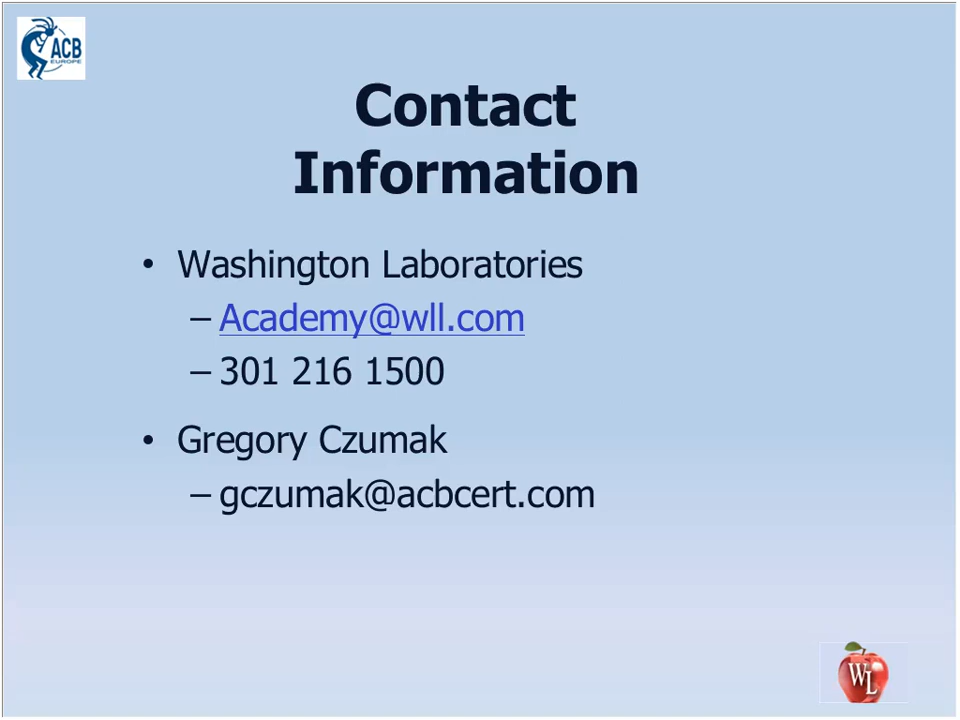 ACB
EUROPE
Contact
Information
• Washington Laboratories
– Academy@wll.com
– 301 216 1500
• Gregory Czumak
– gczumak@acbcert.com
WL